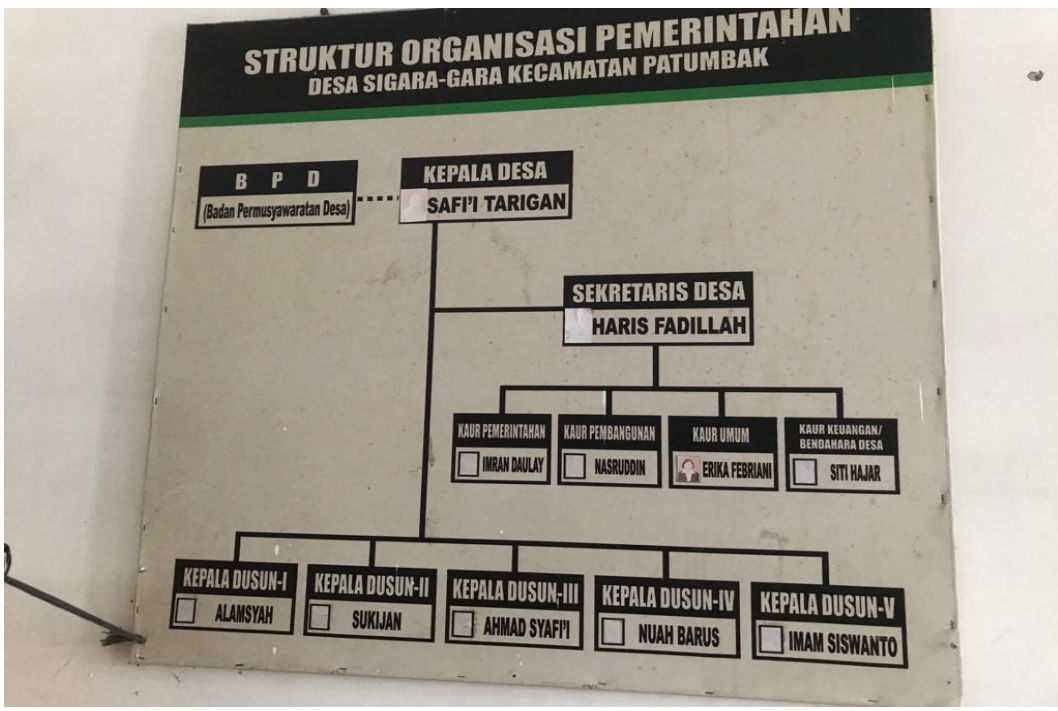 STRUKTUR ORGANISASI PEMERINTAHAN
DESA SIGARA-GARA KECAMATAN PATUMBAK
B P D
(Badan Permusyawaratan Desa)
KEPALA DESA
SAFI'I TARIGAN
SEKRETARIS DESA
HARIS FADILLAH
KAUR PEMERINTAHAN
IMRAN DAULAY
KAUR PEMBANGUNAN
NASRUDDIN
KAUR UMUM
ERIKA FEBRIANI
KAUR KEUANGAN/
BENDAHARA DESA
SITI HAJAR
KEPALA DUSUN-I
ALAMSYAH
KEPALA DUSUN-II
SUKIJAN
KEPALA DUSUN-III
AHMAD SYAFI'I
KEPALA DUSUN-IV
NUAH BARUS
KEPALA DUSUN-V
IMAM SISWANTO